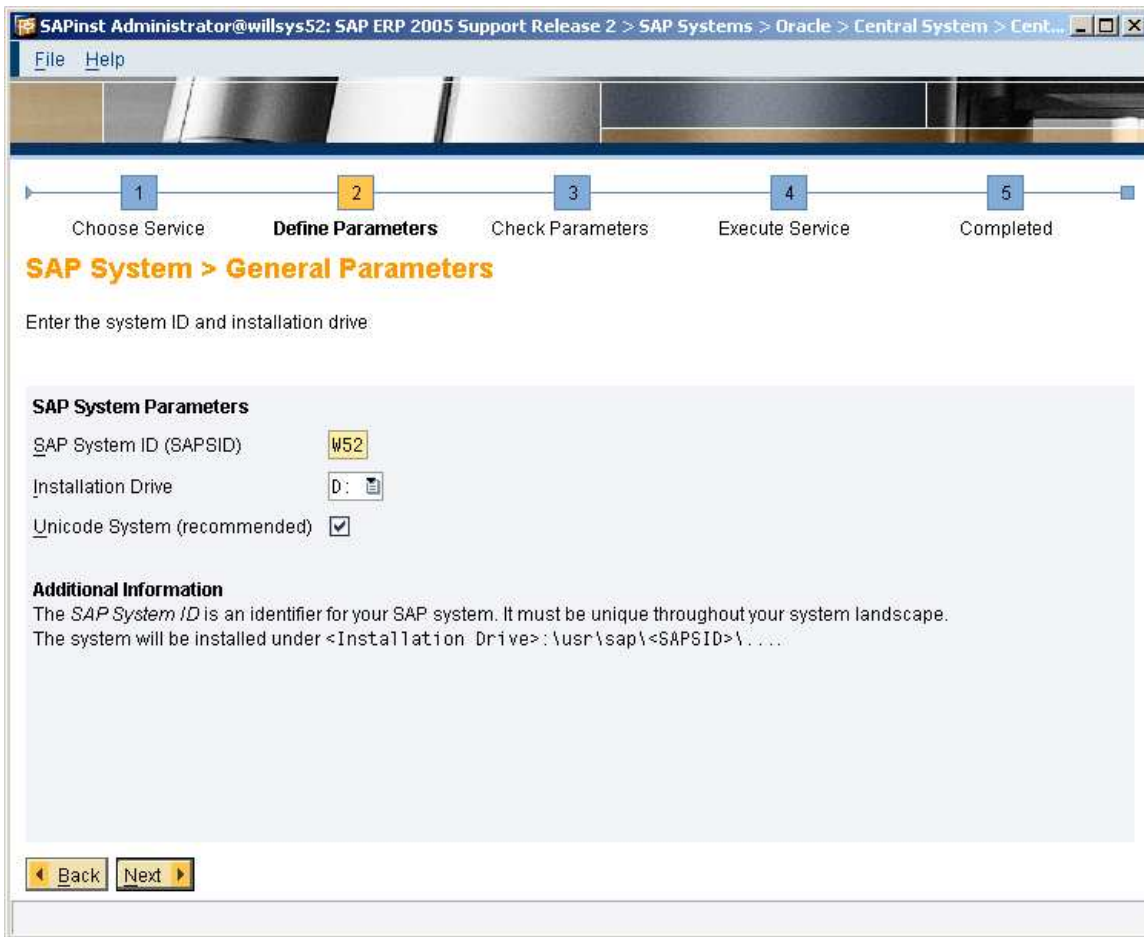 SAPinst Administrator@willsys52: SAP ERP 2005 Support Release 2 > SAP Systems > Oracle > Central System > Cent...
File Help
1 2 3 4 5
Choose Service Define Parameters Check Parameters Execute Service Completed
SAP System > General Parameters
Enter the system ID and installation drive
SAP System Parameters
SAP System ID (SAPSID) W52
Installation Drive D:
Unicode System (recommended)
Additional Information
The SAP System ID is an identifier for your SAP system. It must be unique throughout your system landscape.
The system will be installed under <Installation Drive>:\usr\sap\<SAPSID>\....
Back Next